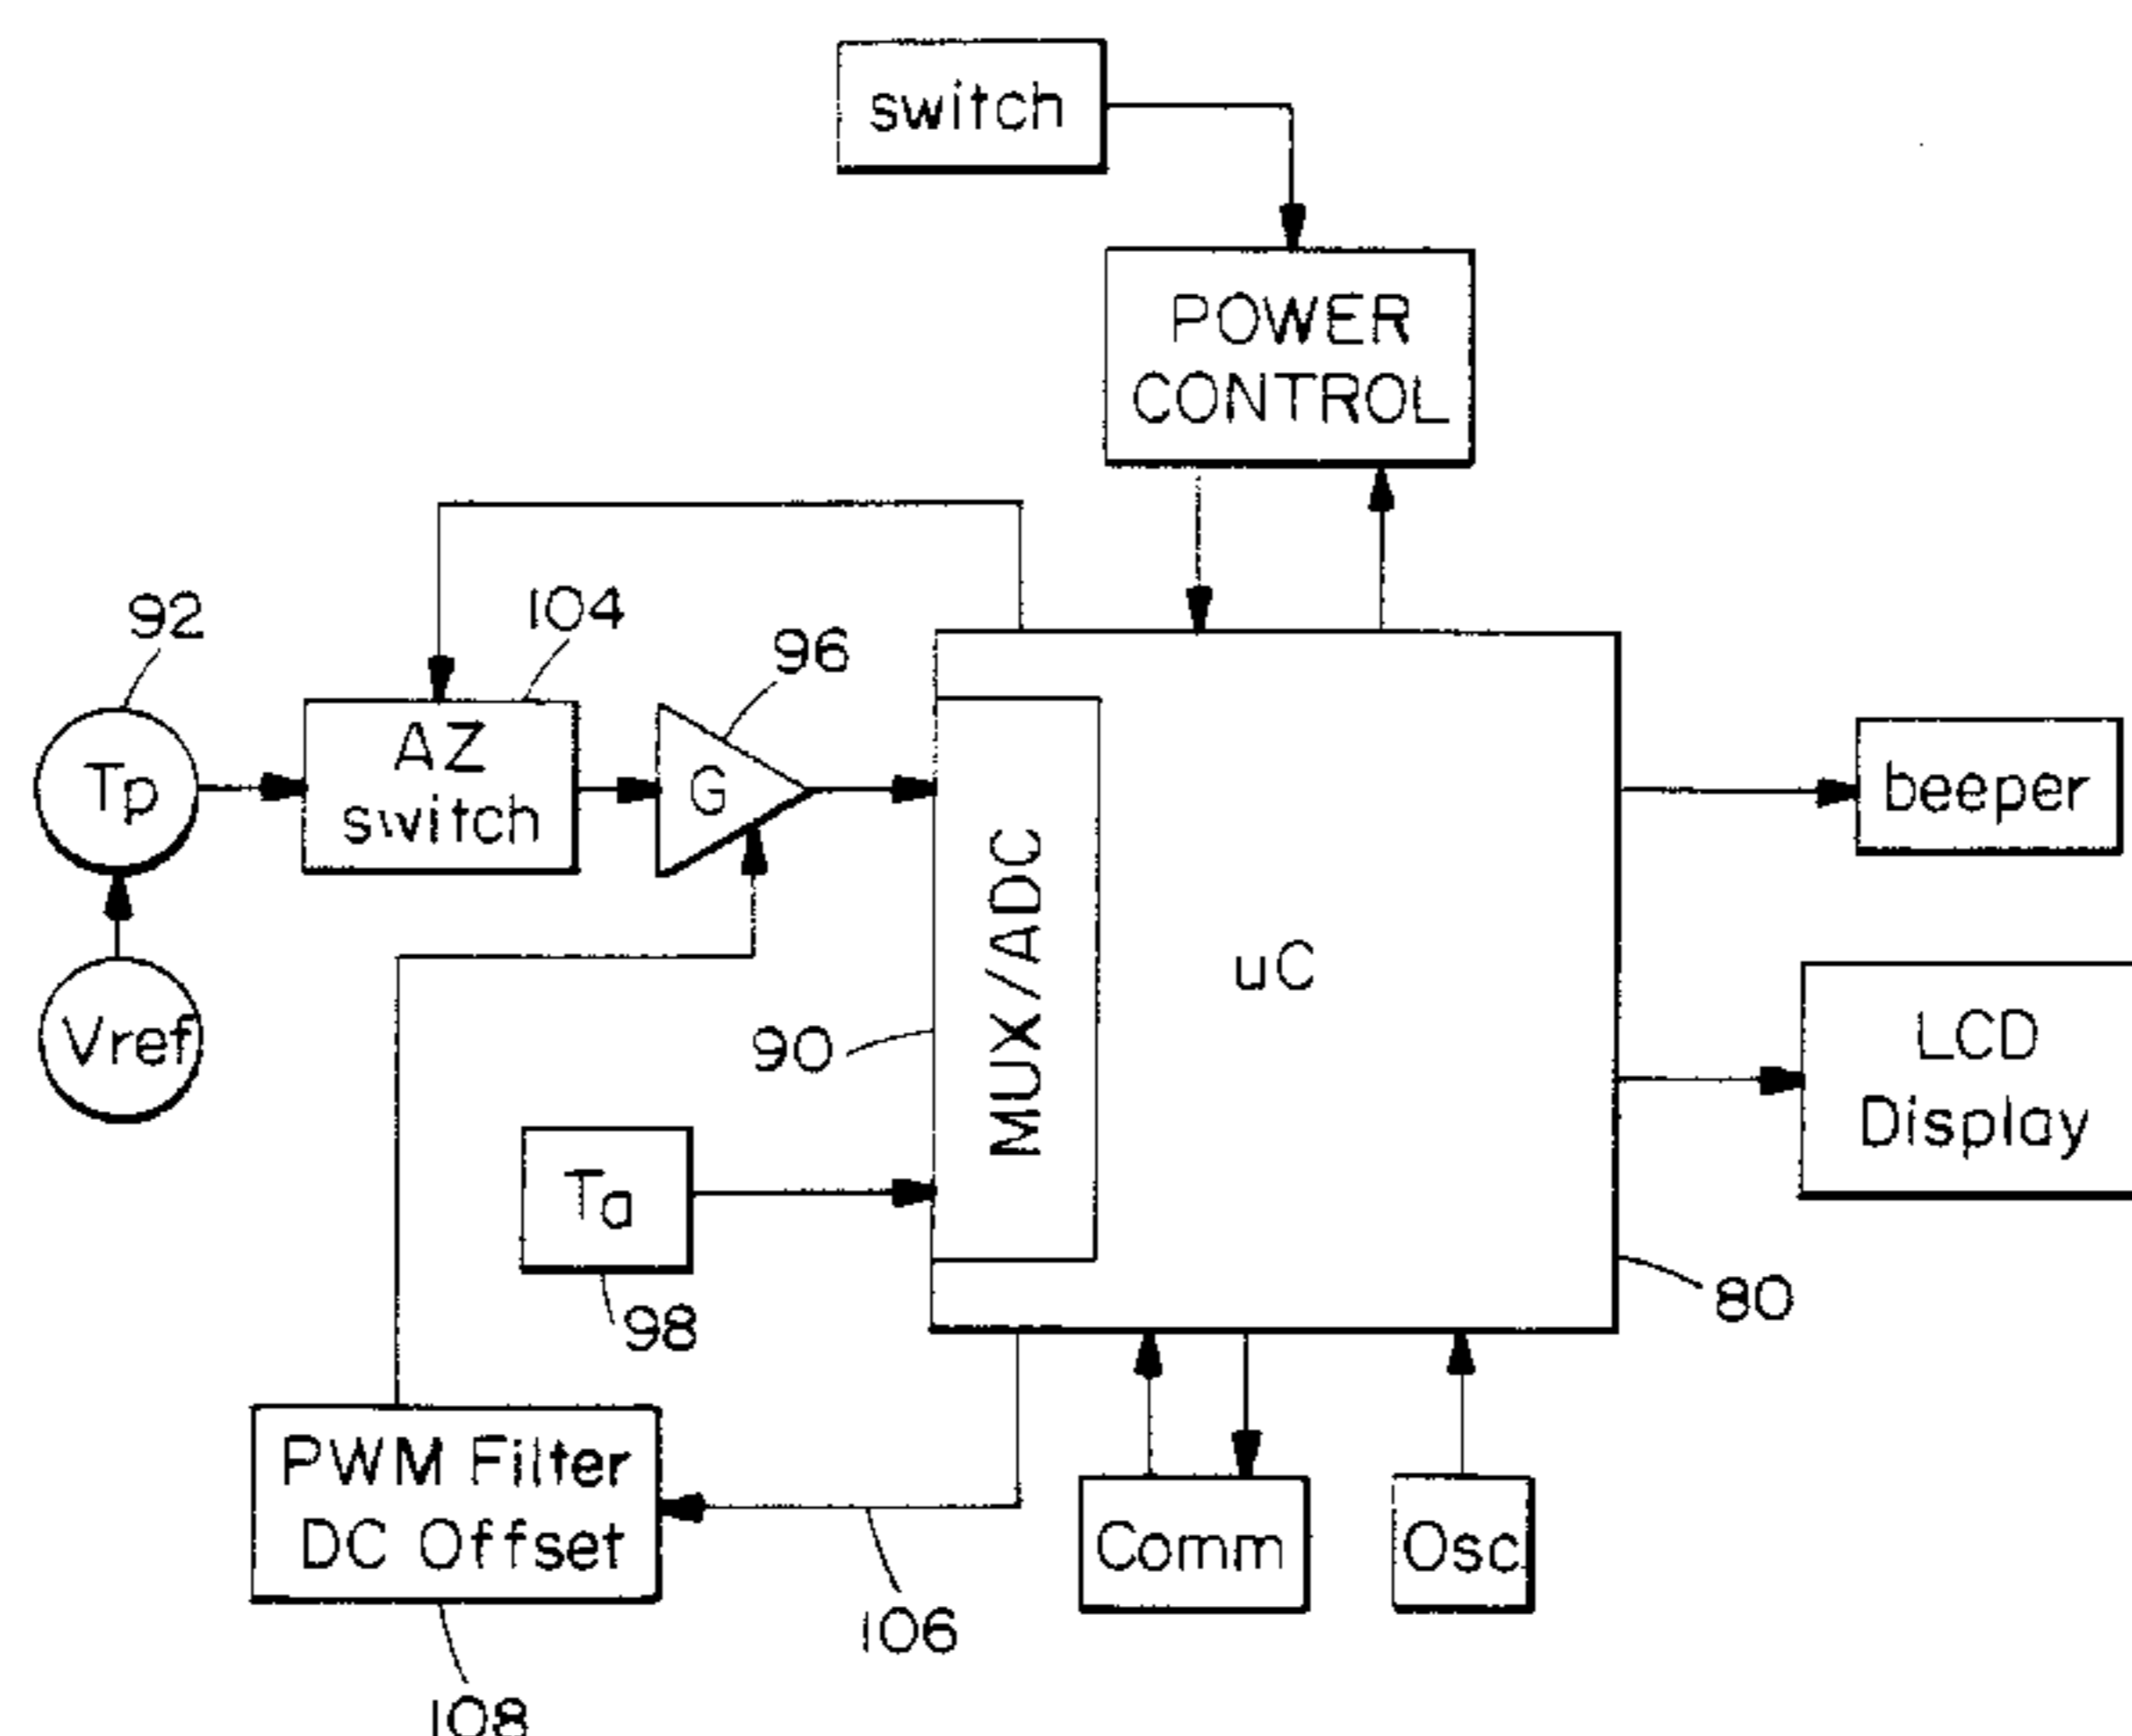 switch
POWER
CONTROL
92
104
96
Tp
AZ
switch
G
beeper
MUX/ADC
uC
Vref
90
LCD
Display
Ta
98
80
PWM Filter
DC Offset
Comm
Osc
106
108